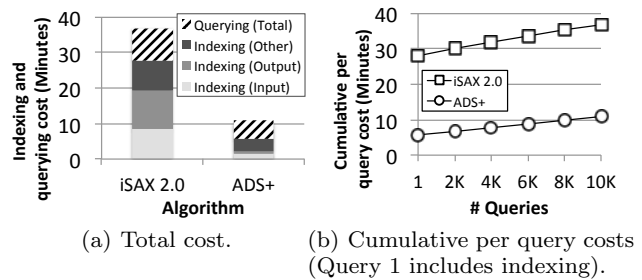 Indexing and
querying cost (Minutes)
40
30
20
10
0
Querying (Total)
Indexing (Other)
Indexing (Output)
Indexing (Input)
iSAX 2.0
ADS+
Algorithm
(a) Total cost.
Cumulative per
query cost (Minutes)
40
30
20
10
0
iSAX 2.0
ADS+
1 2K 4K 6K 8K 10K
# Queries
(b) Cumulative per query costs
(Query 1 includes indexing).